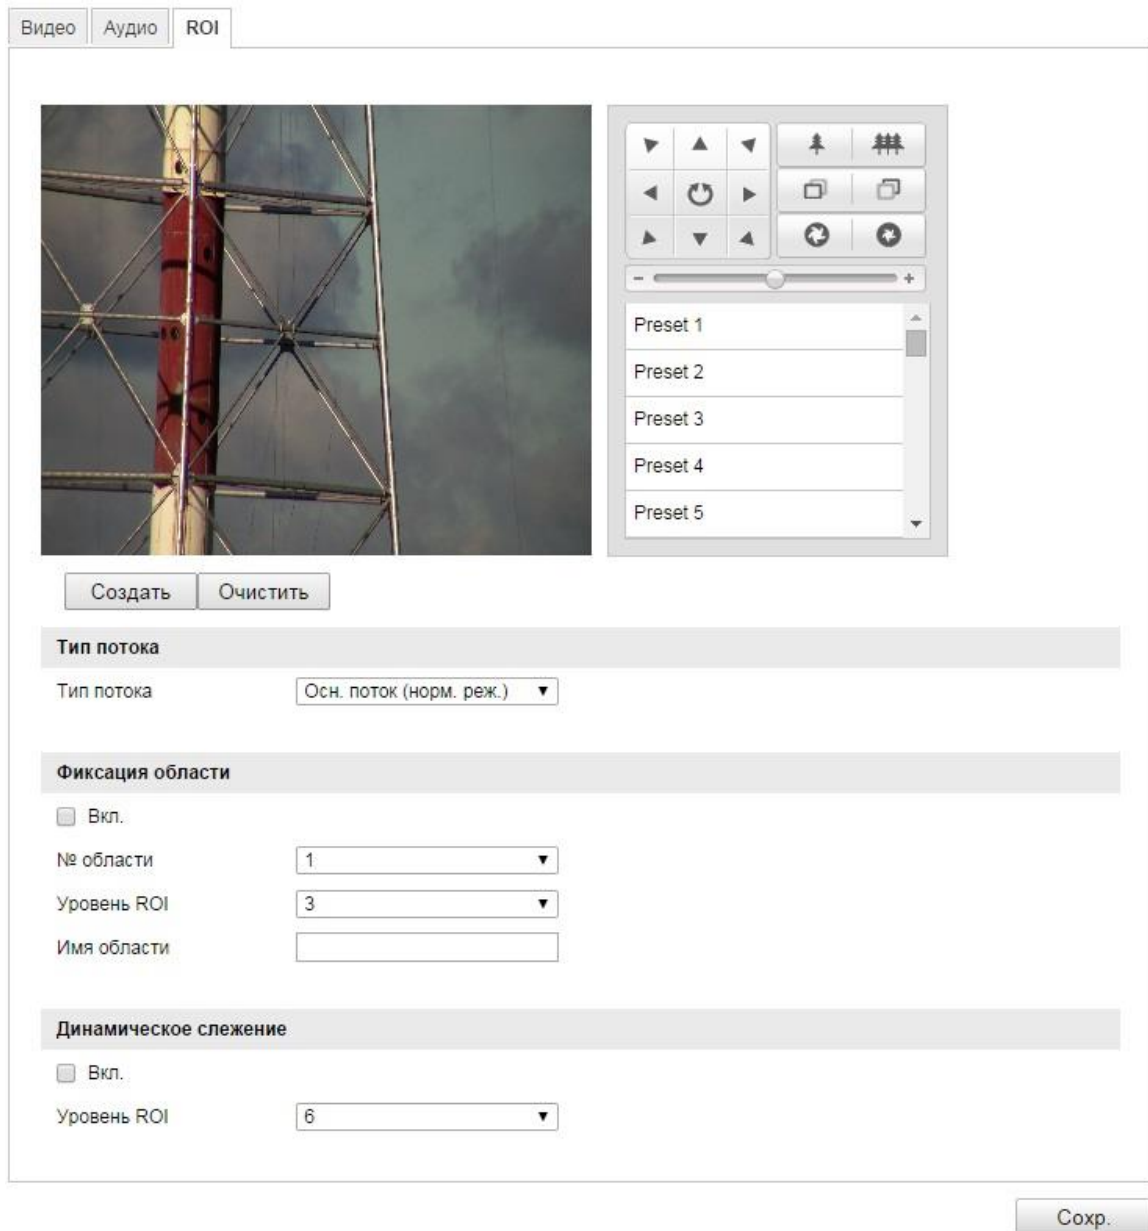 Видео Аудио ROI
Preset 1
Preset 2
Preset 3
Preset 4
Preset 5
Создать Очистить
Тип потока
Тип потока Осн. поток (норм. реж.)
Фиксация области
Вкл.
№ области 1
Уровень ROI 3
Имя области
Динамическое слежение
Вкл.
Уровень ROI 6
Сохр.